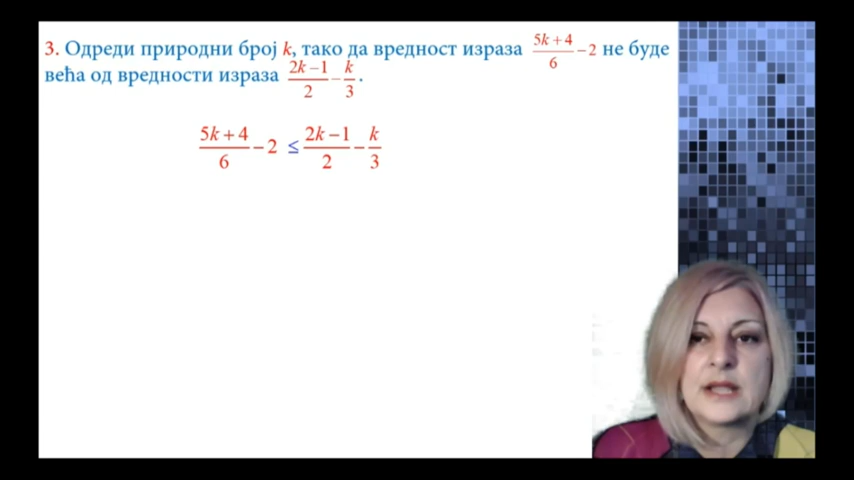 3. Одреди природни број k, тако да вредност израза (5k + 4)/6 − 2 не буде
већа од вредности израза (2k − 1)/2 − k/3.
(5k + 4)/6 − 2 ≤ (2k − 1)/2 − k/3